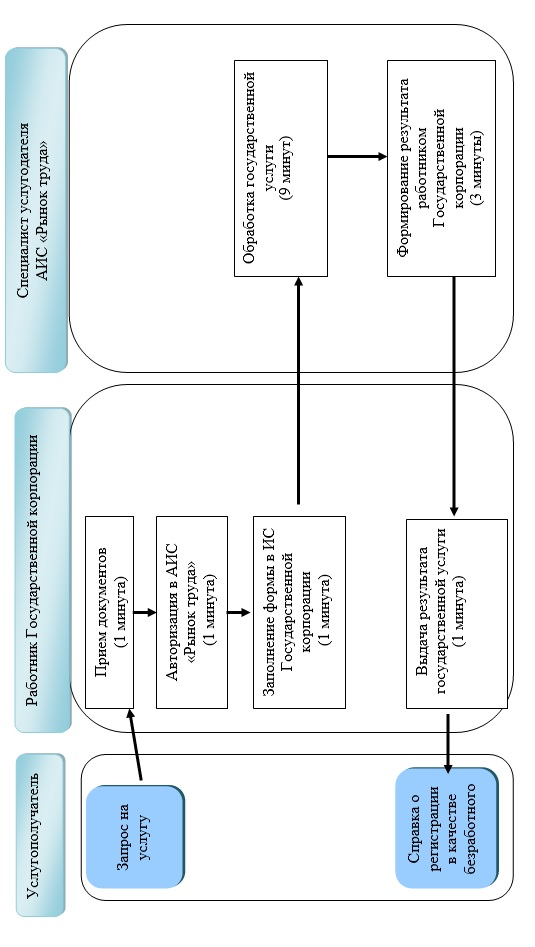 Услугополучатель
Работник Государственной корпорации
Специалист услугодателя
АИС «Рынок труда»
Запрос на
услугу
Прием документов
(1 минута)
Авторизация в АИС
«Рынок труда»
(1 минута)
Заполнение формы в ИС
Государственной
корпорации
(1 минута)
Обработка государственной
услуги
(9 минут)
Формирование результата
работником
Государственной
корпорации
(3 минуты)
Выдача результата
государственной услуги
(1 минута)
Справка о
регистрации
в качестве
безработного